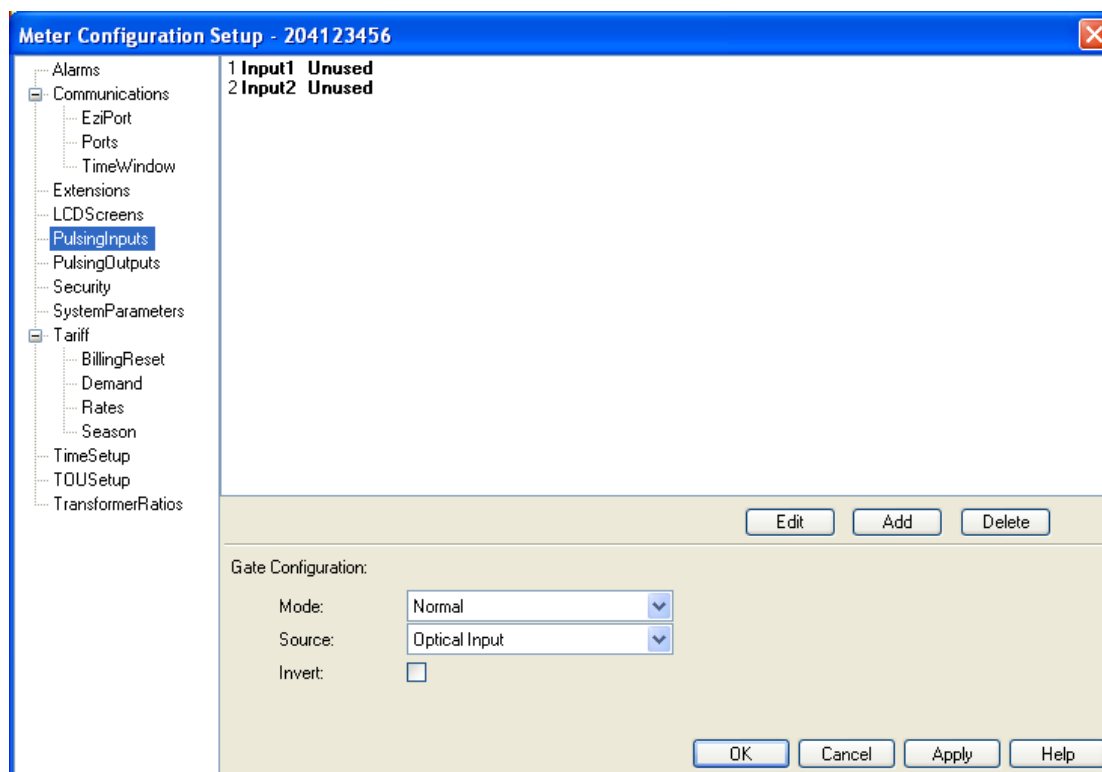 Meter Configuration Setup - 204123456
Alarms
Communications
EziPort
Ports
TimeWindow
Extensions
LCDScreens
PulsingInputs
PulsingOutputs
Security
SystemParameters
Tariff
BillingReset
Demand
Rates
Season
TimeSetup
TOUSetup
TransformerRatios
1 Input1 Unused
2 Input2 Unused
Edit Add Delete
Gate Configuration:
Mode: Normal
Source: Optical Input
Invert:
OK Cancel Apply Help